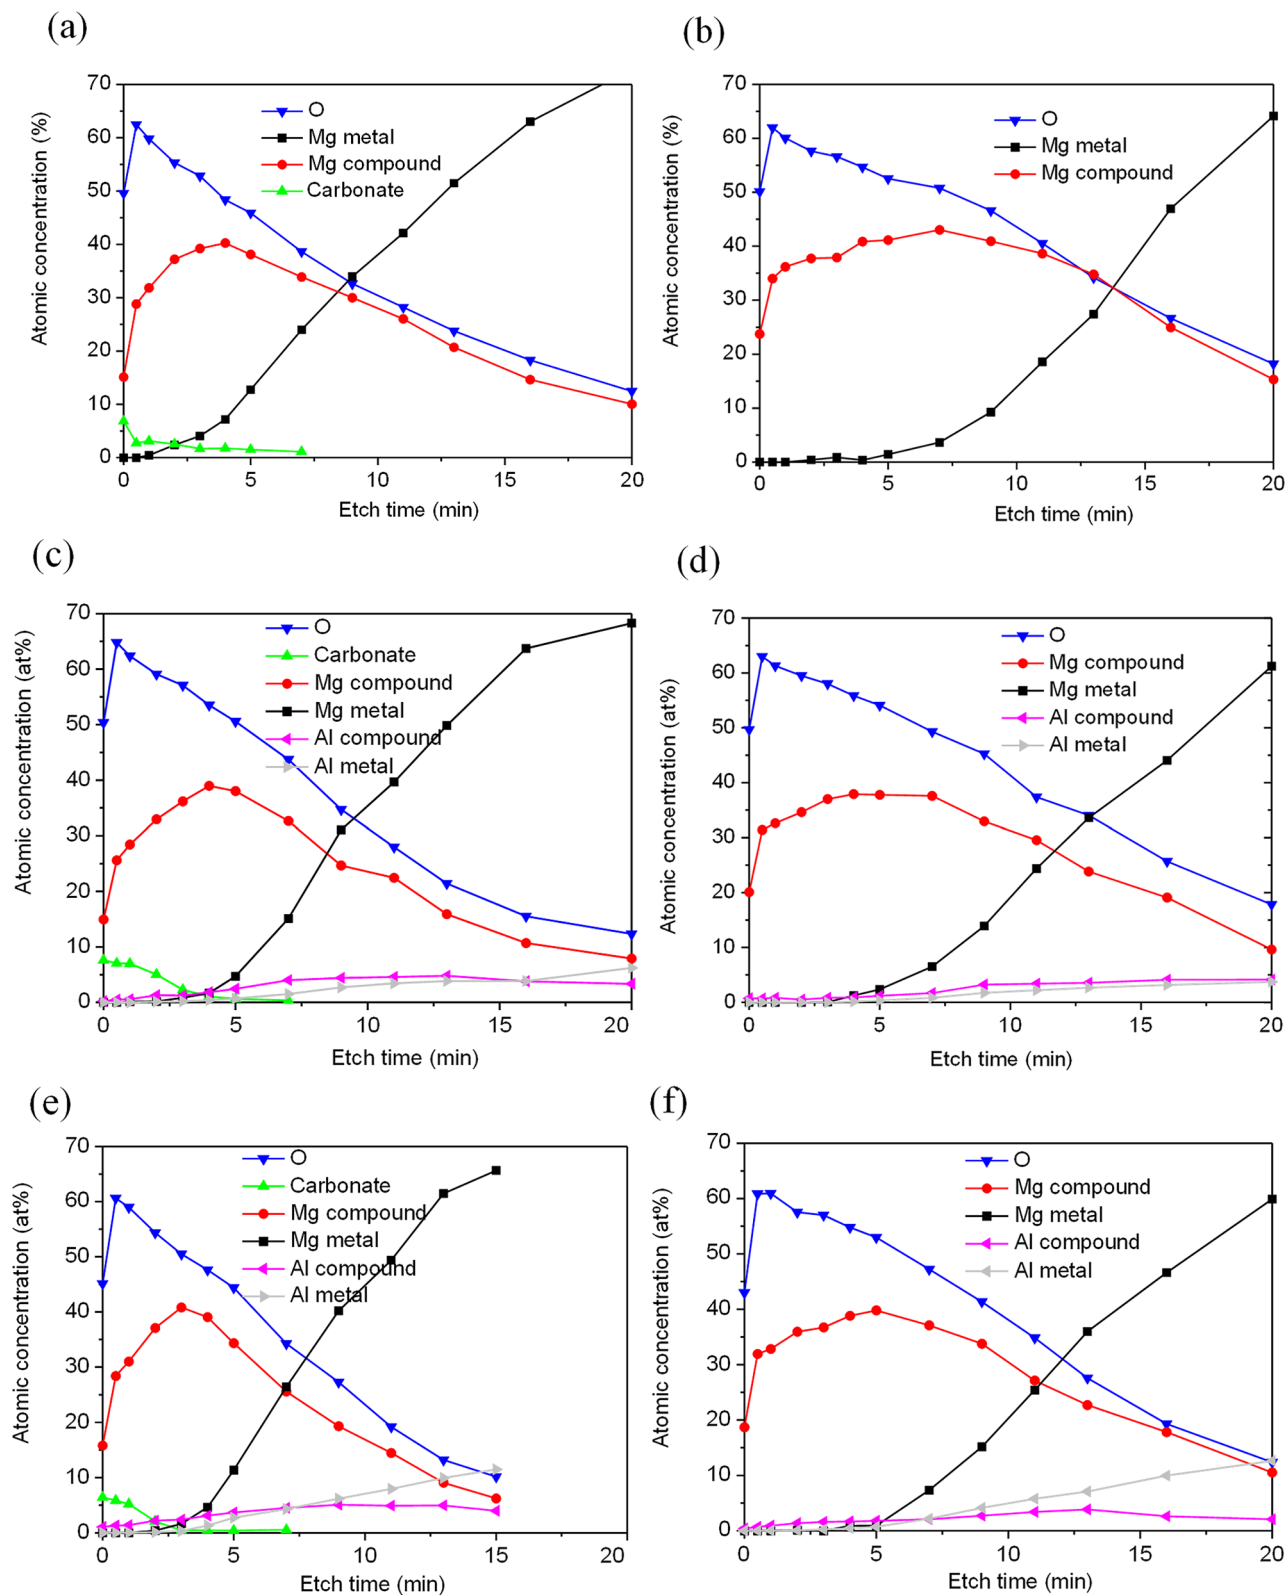 (a)
Atomic concentration (%)
70
60
50
40
30
20
10
0
O
Mg metal
Mg compound
Carbonate
0 5 10 15 20
Etch time (min)
(b)
Atomic concentration (%)
70
60
50
40
30
20
10
0
O
Mg metal
Mg compound
0 5 10 15 20
Etch time (min)
(c)
Atomic concentration (at%)
70
60
50
40
30
20
10
0
O
Carbonate
Mg compound
Mg metal
Al compound
Al metal
0 5 10 15 20
Etch time (min)
(d)
Atomic concentration (at%)
70
60
50
40
30
20
10
0
O
Mg compound
Mg metal
Al compound
Al metal
0 5 10 15 20
Etch time (min)
(e)
Atomic concentration (at%)
70
60
50
40
30
20
10
0
O
Carbonate
Mg compound
Mg metal
Al compound
Al metal
0 5 10 15 20
Etch time (min)
(f)
Atomic concentration (at%)
70
60
50
40
30
20
10
0
O
Mg compound
Mg metal
Al compound
Al metal
0 5 10 15 20
Etch time (min)